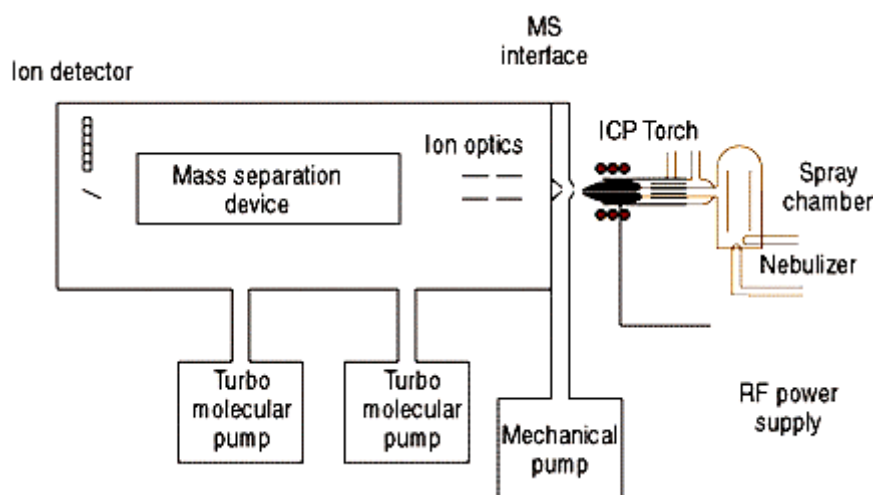 MS
interface
Ion detector
ICP Torch
Ion optics
Mass separation
device
Spray
chamber
Nebulizer
Turbo
molecular
pump
Turbo
molecular
pump
Mechanical
pump
RF power
supply